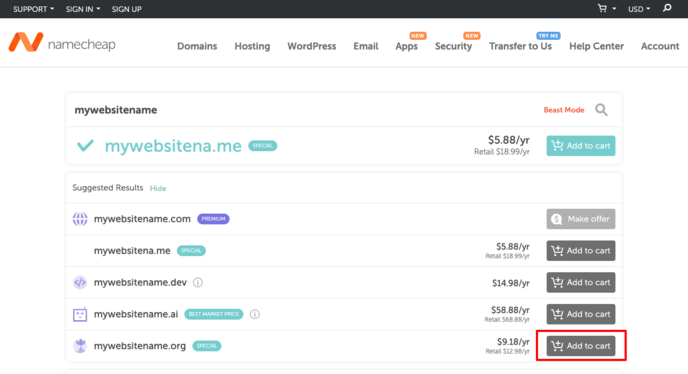 SUPPORT SIGN IN SIGN UP USD
NEW NEW TRY ME
namecheap Domains Hosting WordPress Email Apps Security Transfer to Us Help Center Account
mywebsitename Beast Mode
mywebsitena.me SPECIAL $5.88/yr Add to cart
Retail $18.99/yr
Suggested Results Hide
mywebsitename.com PREMIUM Make offer
mywebsitena.me SPECIAL $5.88/yr Add to cart
Retail $18.99/yr
mywebsitename.dev $14.98/yr Add to cart
mywebsitename.ai BEST MARKET PRICE $58.88/yr Add to cart
Retail $68.88/yr
mywebsitename.org SPECIAL $9.18/yr Add to cart
Retail $12.98/yr